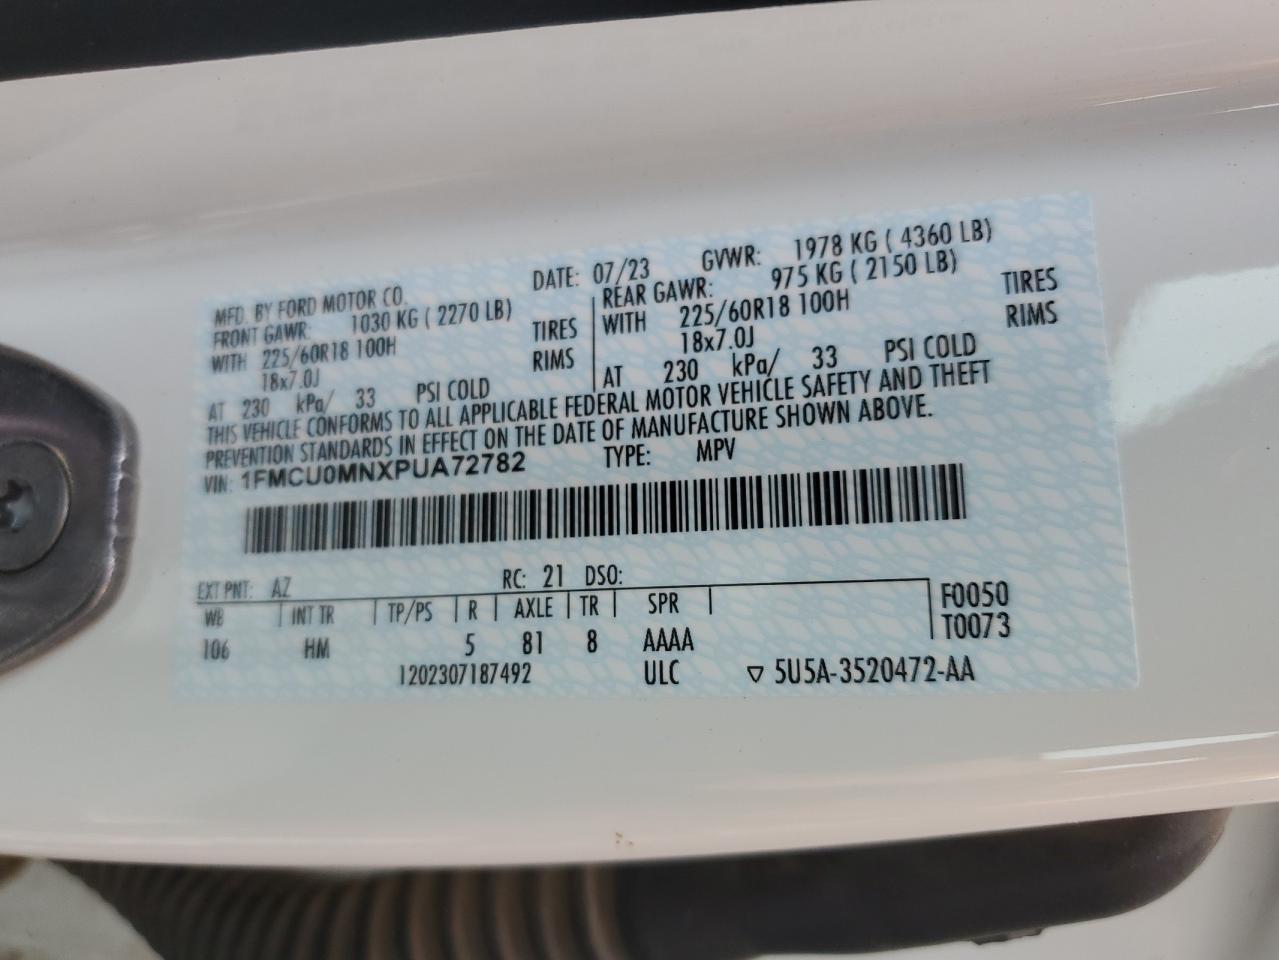 MFD. BY FORD MOTOR CO. DATE: 07/23 GVWR: 1978 KG ( 4360 LB)
FRONT GAWR: 1030 KG ( 2270 LB) REAR GAWR: 975 KG ( 2150 LB)
WITH 225/60R18 100H TIRES WITH 225/60R18 100H TIRES
18x7.0J RIMS 18x7.0J RIMS
AT 230 kPa/ 33 PSI COLD AT 230 kPa/ 33 PSI COLD
THIS VEHICLE CONFORMS TO ALL APPLICABLE FEDERAL MOTOR VEHICLE SAFETY AND THEFT
PREVENTION STANDARDS IN EFFECT ON THE DATE OF MANUFACTURE SHOWN ABOVE.
VIN: 1FMCU0MNXPUA72782 TYPE: MPV
EXT PNT: AZ RC: 21 DSO:
WB INT TR TP/PS R AXLE TR SPR F0050
106 HM 5 81 8 AAAA T0073
1202307187492 ULC ▽ 5U5A-3520472-AA